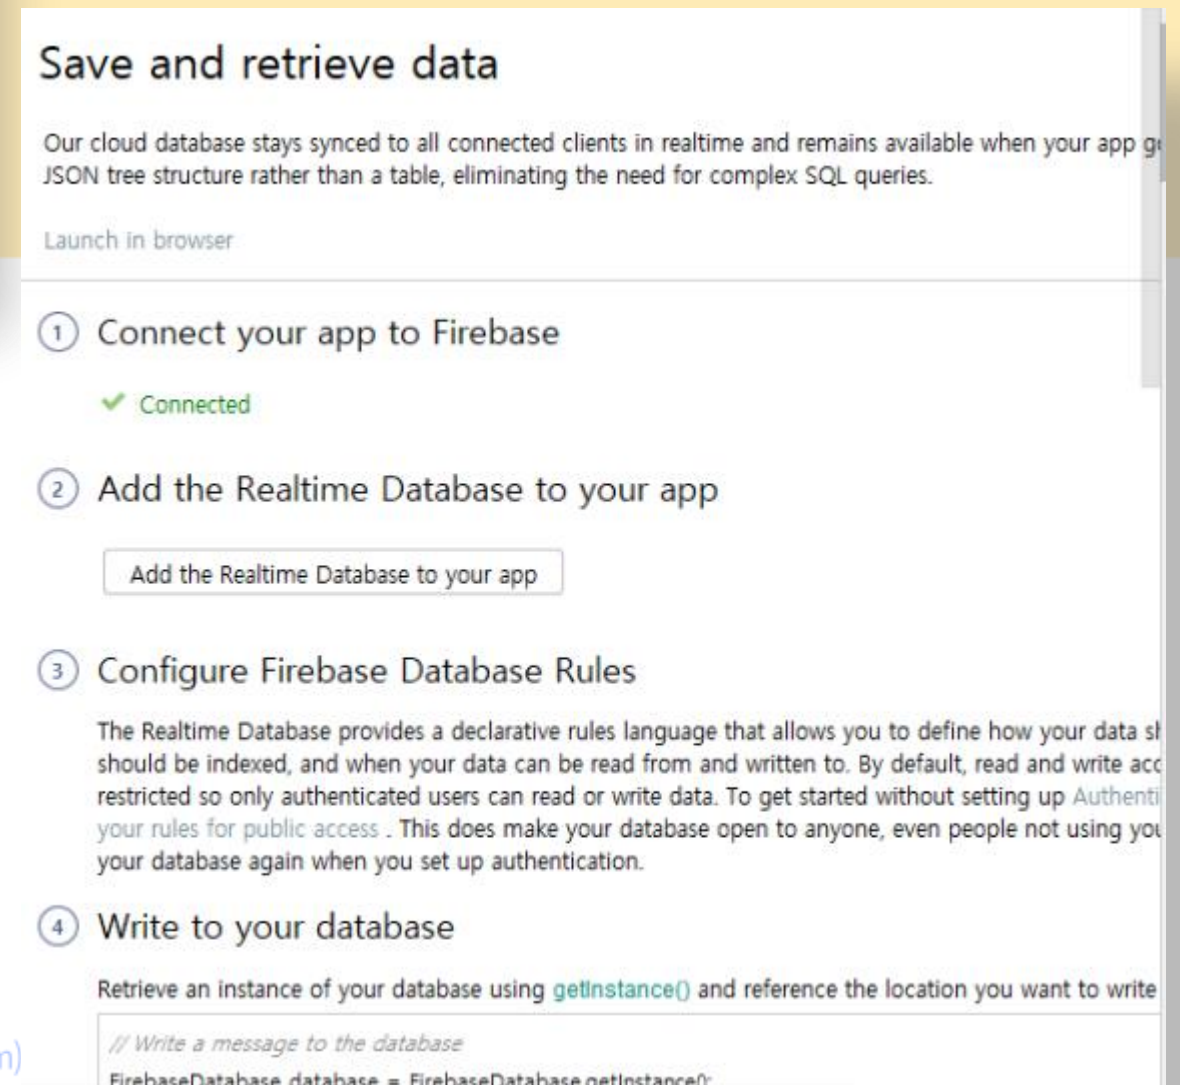 Save and retrieve data
Our cloud database stays synced to all connected clients in realtime and remains available when your app
JSON tree structure rather than a table, eliminating the need for complex SQL queries.
Launch in browser
1 Connect your app to Firebase
✓ Connected
2 Add the Realtime Database to your app
Add the Realtime Database to your app
3 Configure Firebase Database Rules
The Realtime Database provides a declarative rules language that allows you to define how your data
should be indexed, and when your data can be read from and written to. By default, read and write
restricted so only authenticated users can read or write data. To get started without setting up
your rules for public access . This does make your database open to anyone, even people not using
your database again when you set up authentication.
4 Write to your database
Retrieve an instance of your database using getInstance() and reference the location you want to write
// Write a message to the database
FirebaseDatabase database = FirebaseDatabase.getInstance();